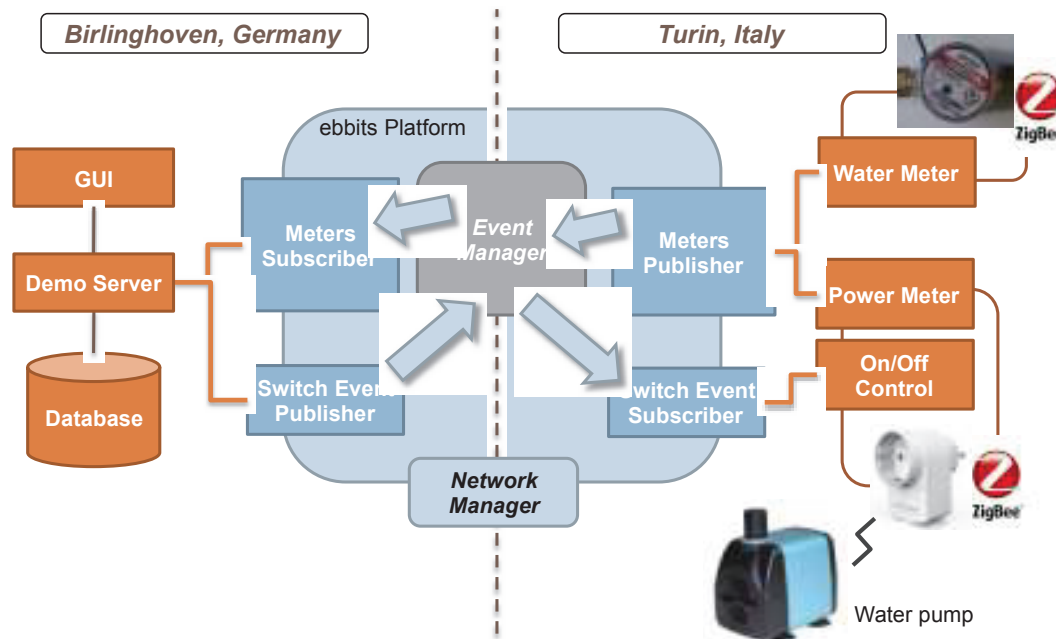 Birlinghoven, Germany
Turin, Italy
ebbits Platform
ZigBee
GUI
Water Meter
Meters
Subscriber
Event
Manager
Meters
Publisher
Demo Server
Power Meter
Switch Event
Publisher
Switch Event
Subscriber
On/Off
Control
Database
Network
Manager
ZigBee
Water pump